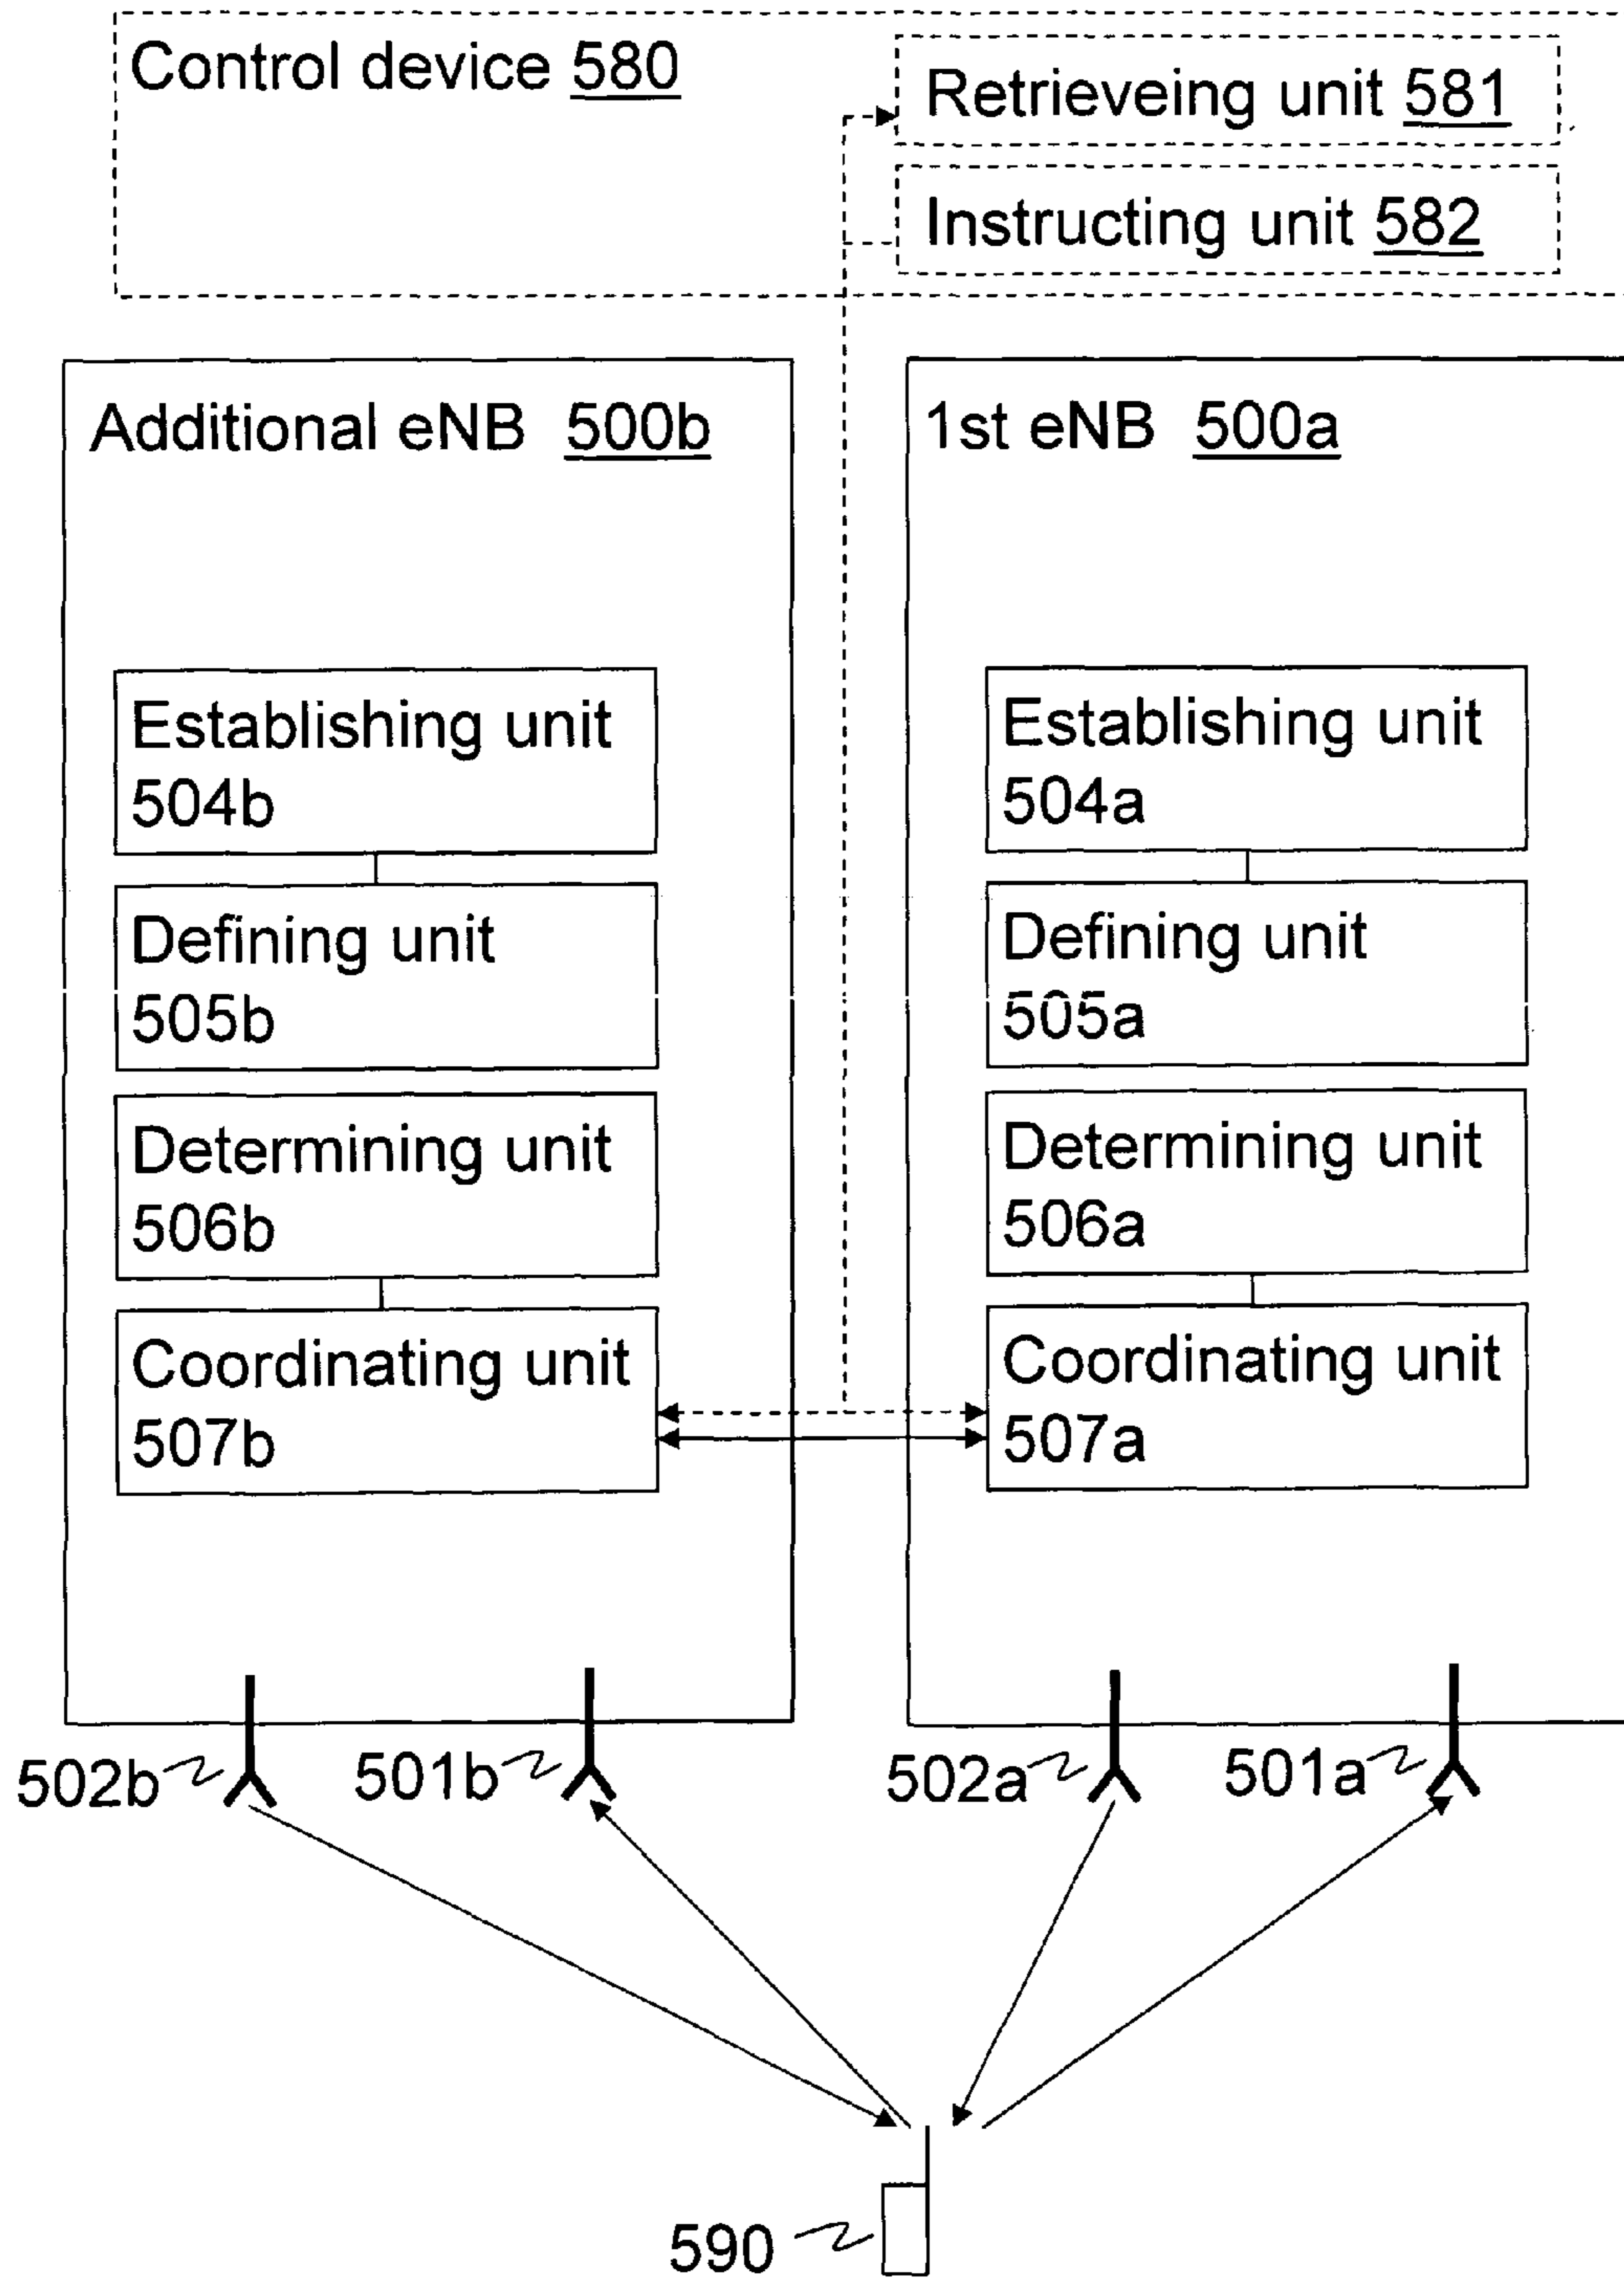 Control device 580
Retrieveing unit 581
Instructing unit 582
Additional eNB 500b
Establishing unit
504b
Defining unit
505b
Determining unit
506b
Coordinating unit
507b
1st eNB 500a
Establishing unit
504a
Defining unit
505a
Determining unit
506a
Coordinating unit
507a
502b
501b
502a
501a
590